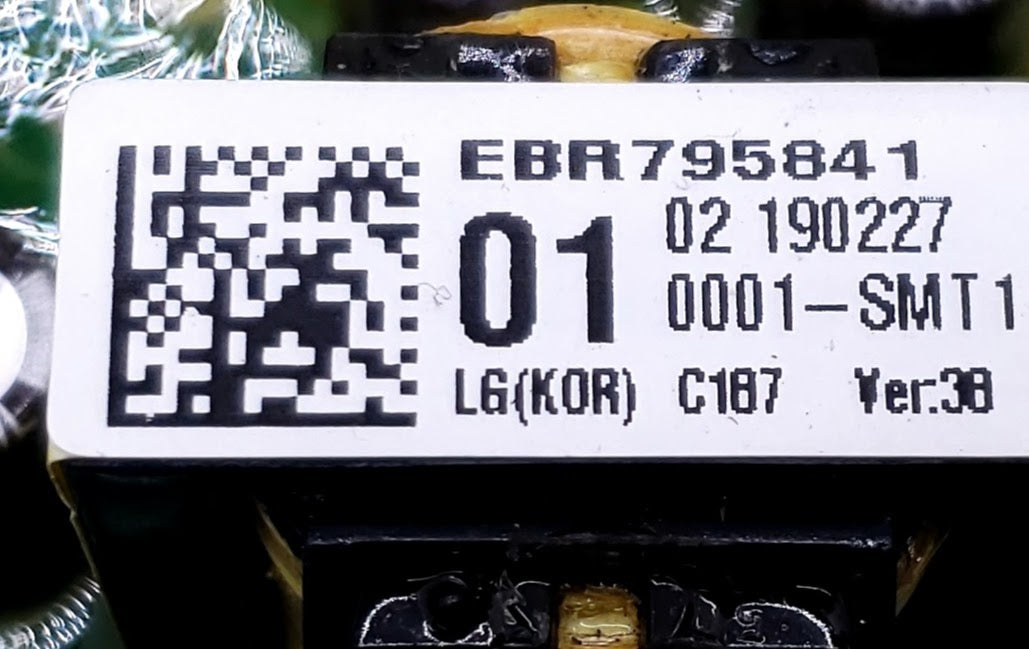 EBR795841
01
02 190227
0001-SMT1
LG(KOR) C187 Ver.38